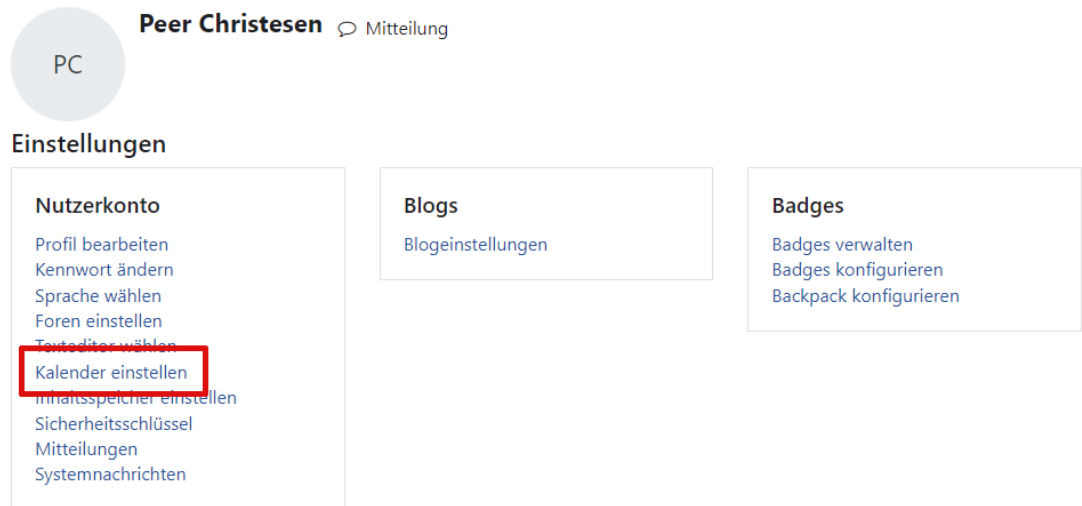 PC
Peer Christesen Mitteilung
Einstellungen
Nutzerkonto
Profil bearbeiten
Kennwort ändern
Sprache wählen
Foren einstellen
Texteditor wählen
Kalender einstellen
Inhaltsspeicher einstellen
Sicherheitsschlüssel
Mitteilungen
Systemnachrichten
Blogs
Blogeinstellungen
Badges
Badges verwalten
Badges konfigurieren
Backpack konfigurieren